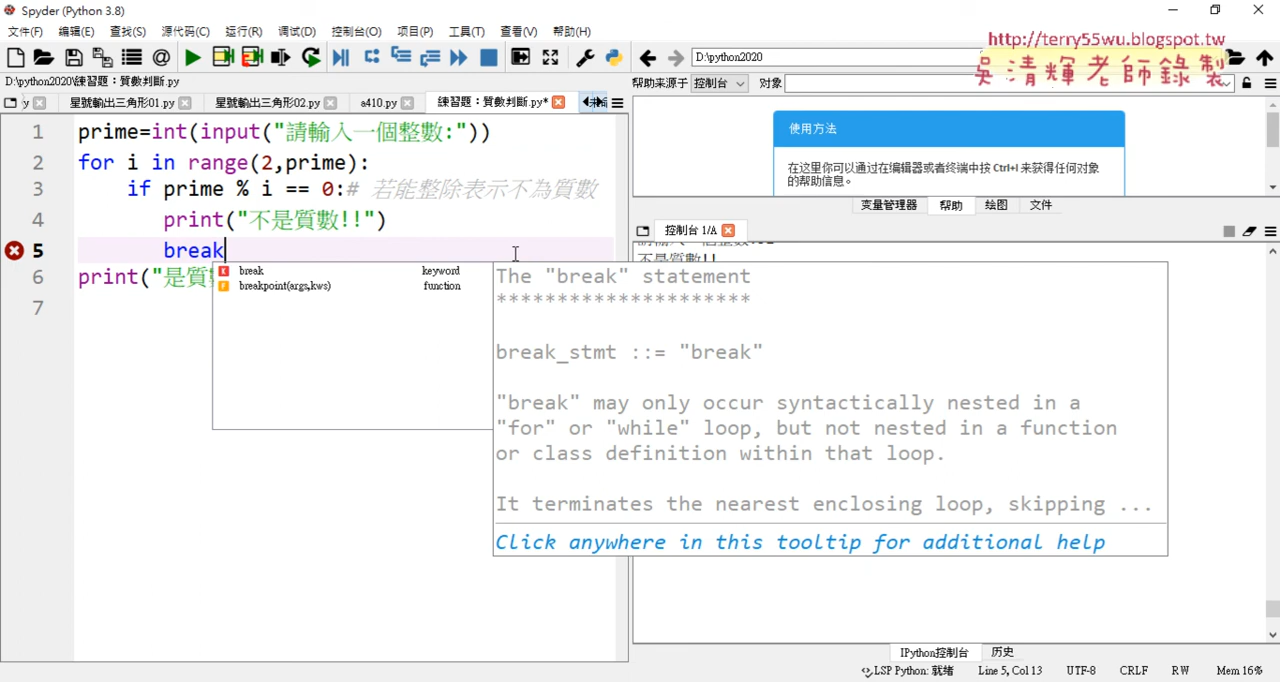 Spyder (Python 3.8)
文件(F) 编辑(E) 查找(S) 源代码(C) 运行(R) 调试(D) 控制台(O) 项目(P) 工具(T) 查看(V) 帮助(H)
http://terry55wu.blogspot.tw
吳清輝老師錄製
D:\python2020
D:\python2020\練習題：質數判斷.py
帮助来源于 控制台 对象
y 星號輸出三角形01.py 星號輸出三角形02.py a410.py 練習題：質數判斷.py*
1 prime=int(input("請輸入一個整數:"))
2 for i in range(2,prime):
3 if prime % i == 0:# 若能整除表示不為質數
4 print("不是質數!!")
5 break
6 print("是質
7
break keyword
breakpoint(args,kws) function
The "break" statement
*********************
break_stmt ::= "break"
"break" may only occur syntactically nested in a
"for" or "while" loop, but not nested in a function
or class definition within that loop.
It terminates the nearest enclosing loop, skipping ...
Click anywhere in this tooltip for additional help
使用方法
在这里你可以通过在编辑器或者终端中按 Ctrl+I 来获得任何对象
的帮助信息。
变量管理器 帮助 绘图 文件
控制台 1/A
不是質數!!
IPython控制台 历史
LSP Python: 就绪 Line 5, Col 13 UTF-8 CRLF RW Mem 16%